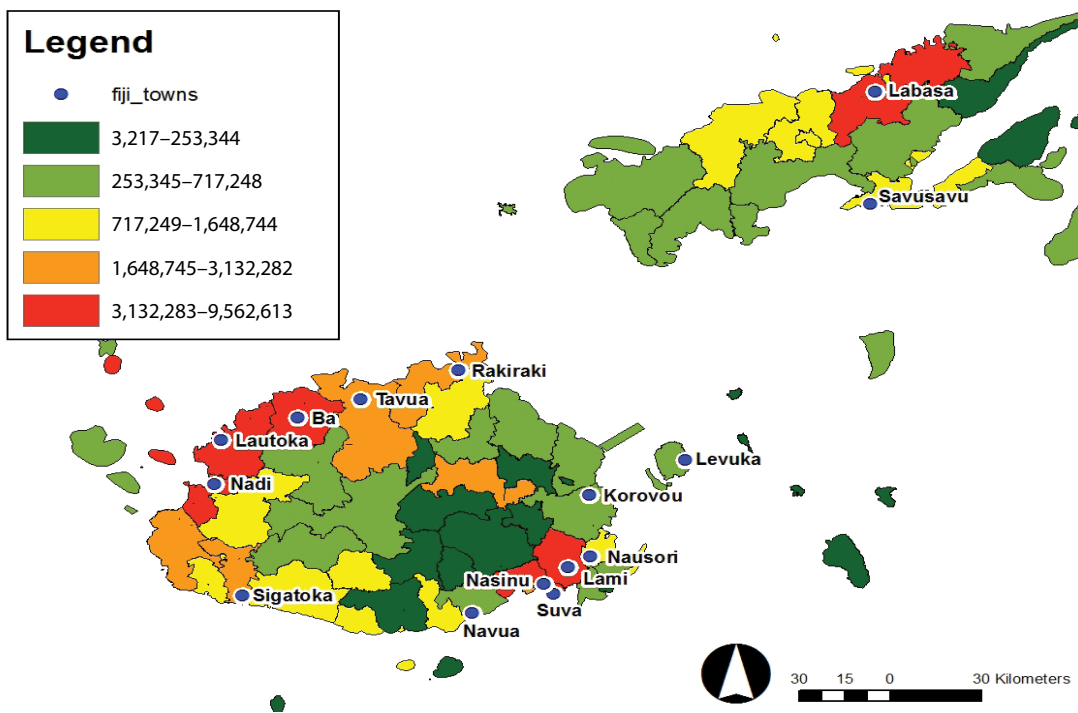 Legend
fiji_towns
3,217–253,344
253,345–717,248
717,249–1,648,744
1,648,745–3,132,282
3,132,283–9,562,613
Labasa
Savusavu
Rakiraki
Tavua
Ba
Lautoka
Levuka
Nadi
Korovou
Nausori
Nasinu
Lami
Sigatoka
Suva
Navua
30 15 0 30 Kilometers